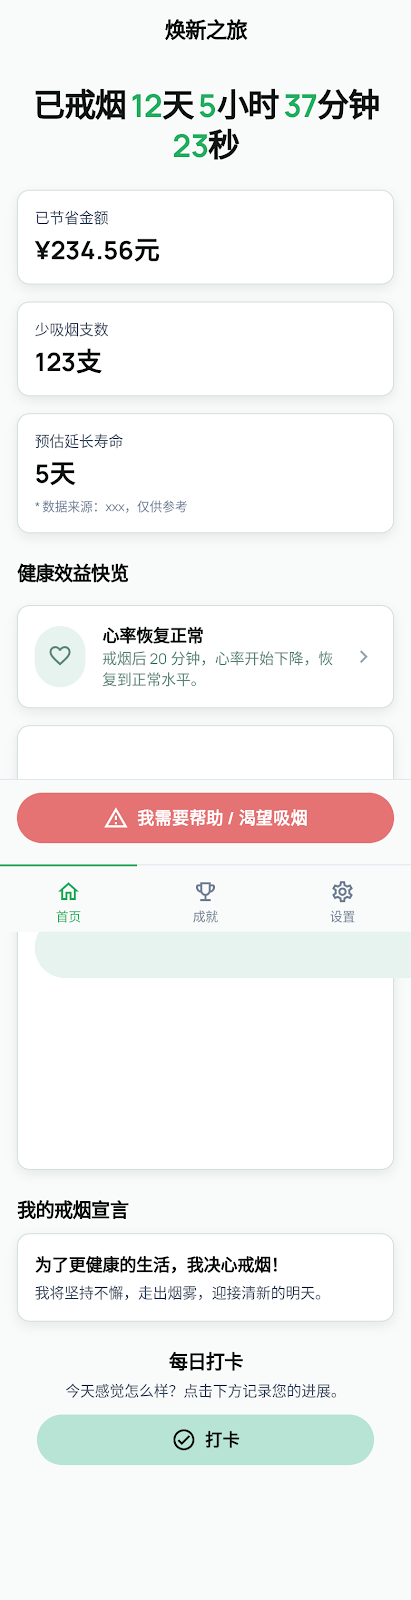 焕新之旅
已戒烟 12天 5小时 37分钟
23秒
已节省金额
¥234.56元
少吸烟支数
123支
预估延长寿命
5天
* 数据来源：xxx，仅供参考
健康效益快览
心率恢复正常
戒烟后 20 分钟，心率开始下降，恢
复到正常水平。
我需要帮助 / 渴望吸烟
首页
成就
设置
我的戒烟宣言
为了更健康的生活，我决心戒烟！
我将坚持不懈，走出烟雾，迎接清新的明天。
每日打卡
今天感觉怎么样？点击下方记录您的进展。
打卡